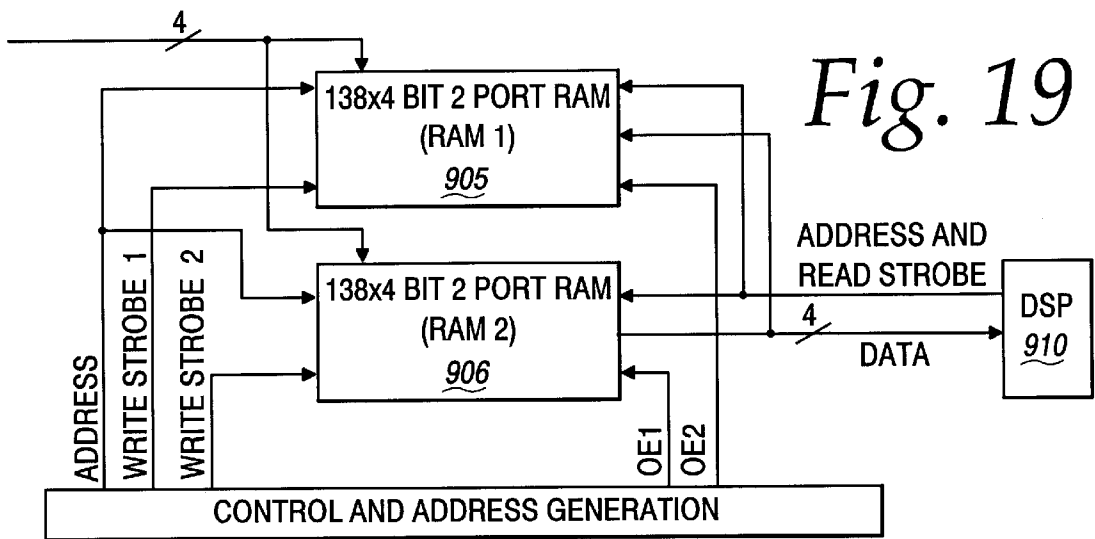 4
Fig. 19
138x4 BIT 2 PORT RAM
(RAM 1)
905
ADDRESS AND
READ STROBE
138x4 BIT 2 PORT RAM
(RAM 2)
906
4
DATA
DSP
910
ADDRESS
WRITE STROBE 1
WRITE STROBE 2
OE1
OE2
CONTROL AND ADDRESS GENERATION